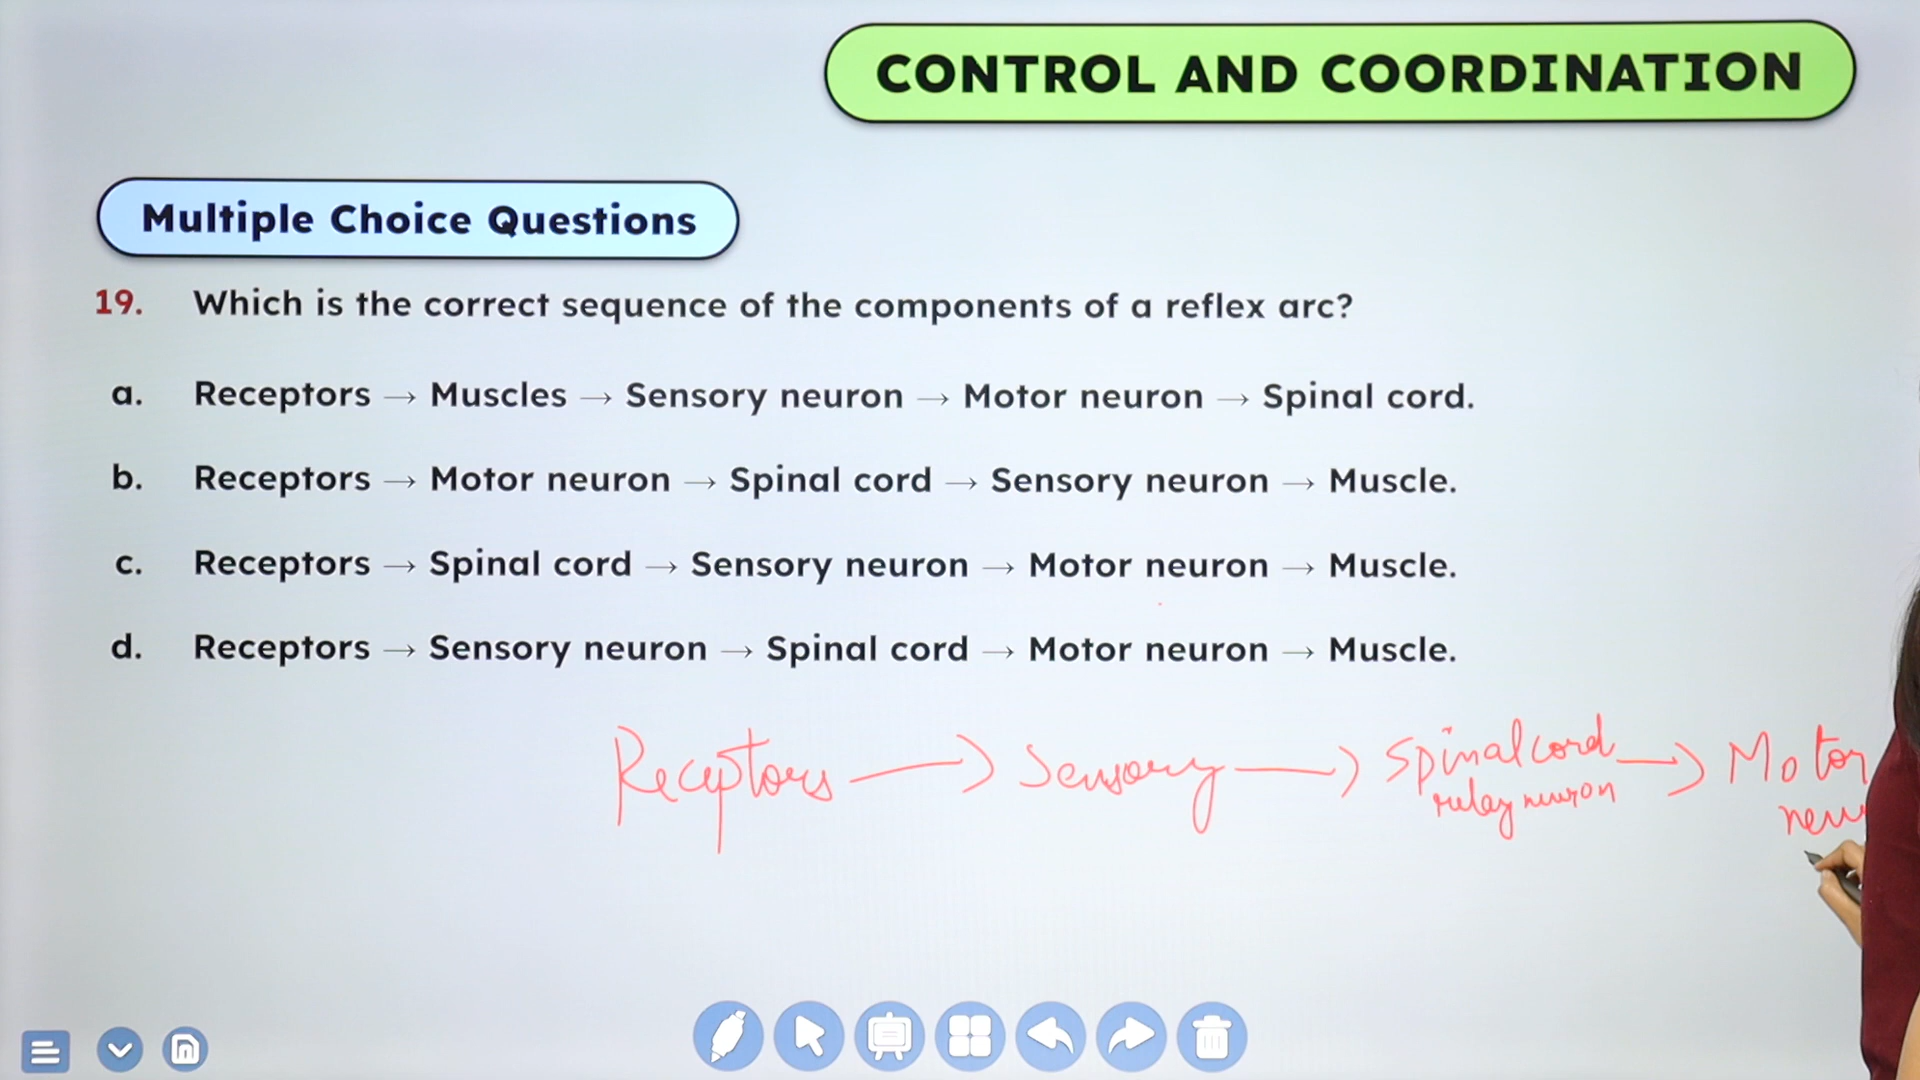 CONTROL AND COORDINATION
Multiple Choice Questions
19. Which is the correct sequence of the components of a reflex arc?
a. Receptors → Muscles → Sensory neuron → Motor neuron → Spinal cord.
b. Receptors → Motor neuron → Spinal cord → Sensory neuron → Muscle.
c. Receptors → Spinal cord → Sensory neuron → Motor neuron → Muscle.
d. Receptors → Sensory neuron → Spinal cord → Motor neuron → Muscle.
Receptors → Sensory → Spinal cord → Motor
relay neuron neu